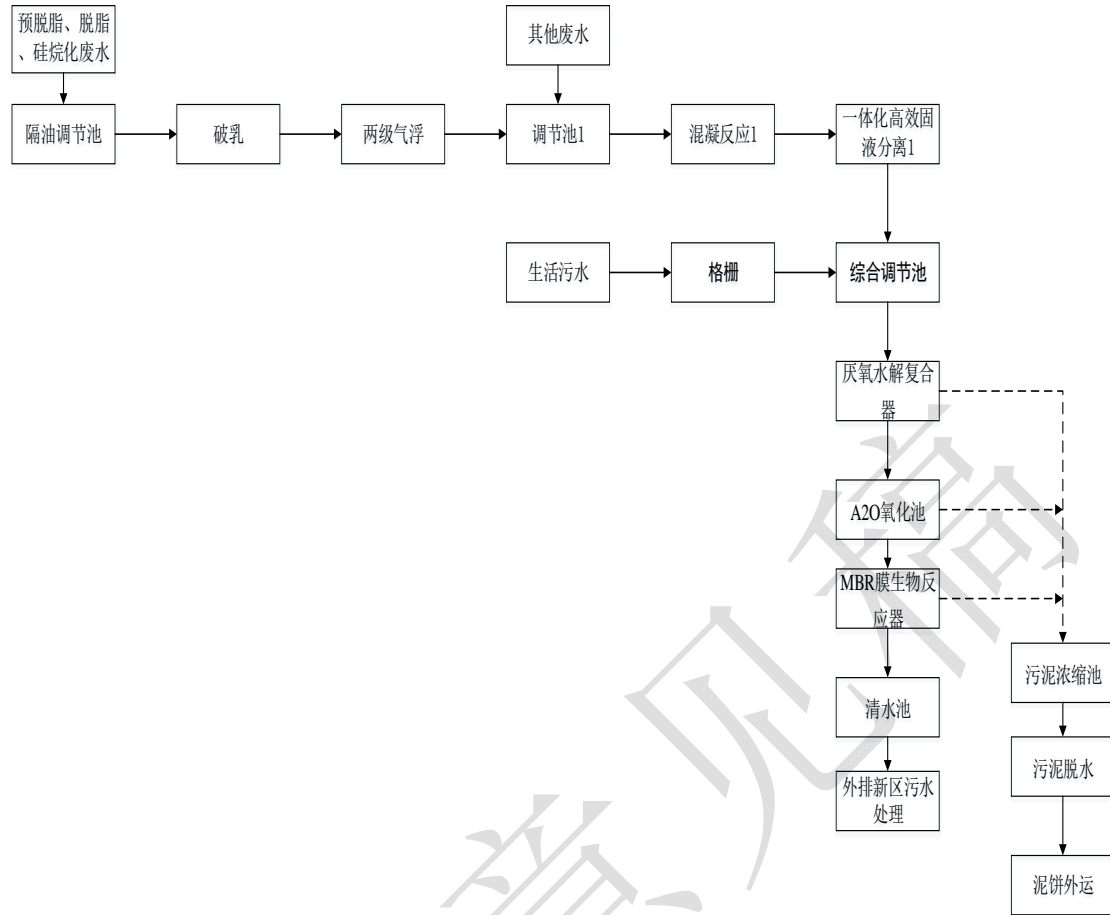 预脱脂、脱脂
、硅烷化废水
其他废水
隔油调节池
破乳
两级气浮
调节池1
混凝反应1
一体化高效固
液分离1
生活污水
格栅
综合调节池
厌氧水解复合
器
A2O氧化池
MBR膜生物反
应器
污泥浓缩池
清水池
污泥脱水
外排新区污水
处理
泥饼外运
意见稿